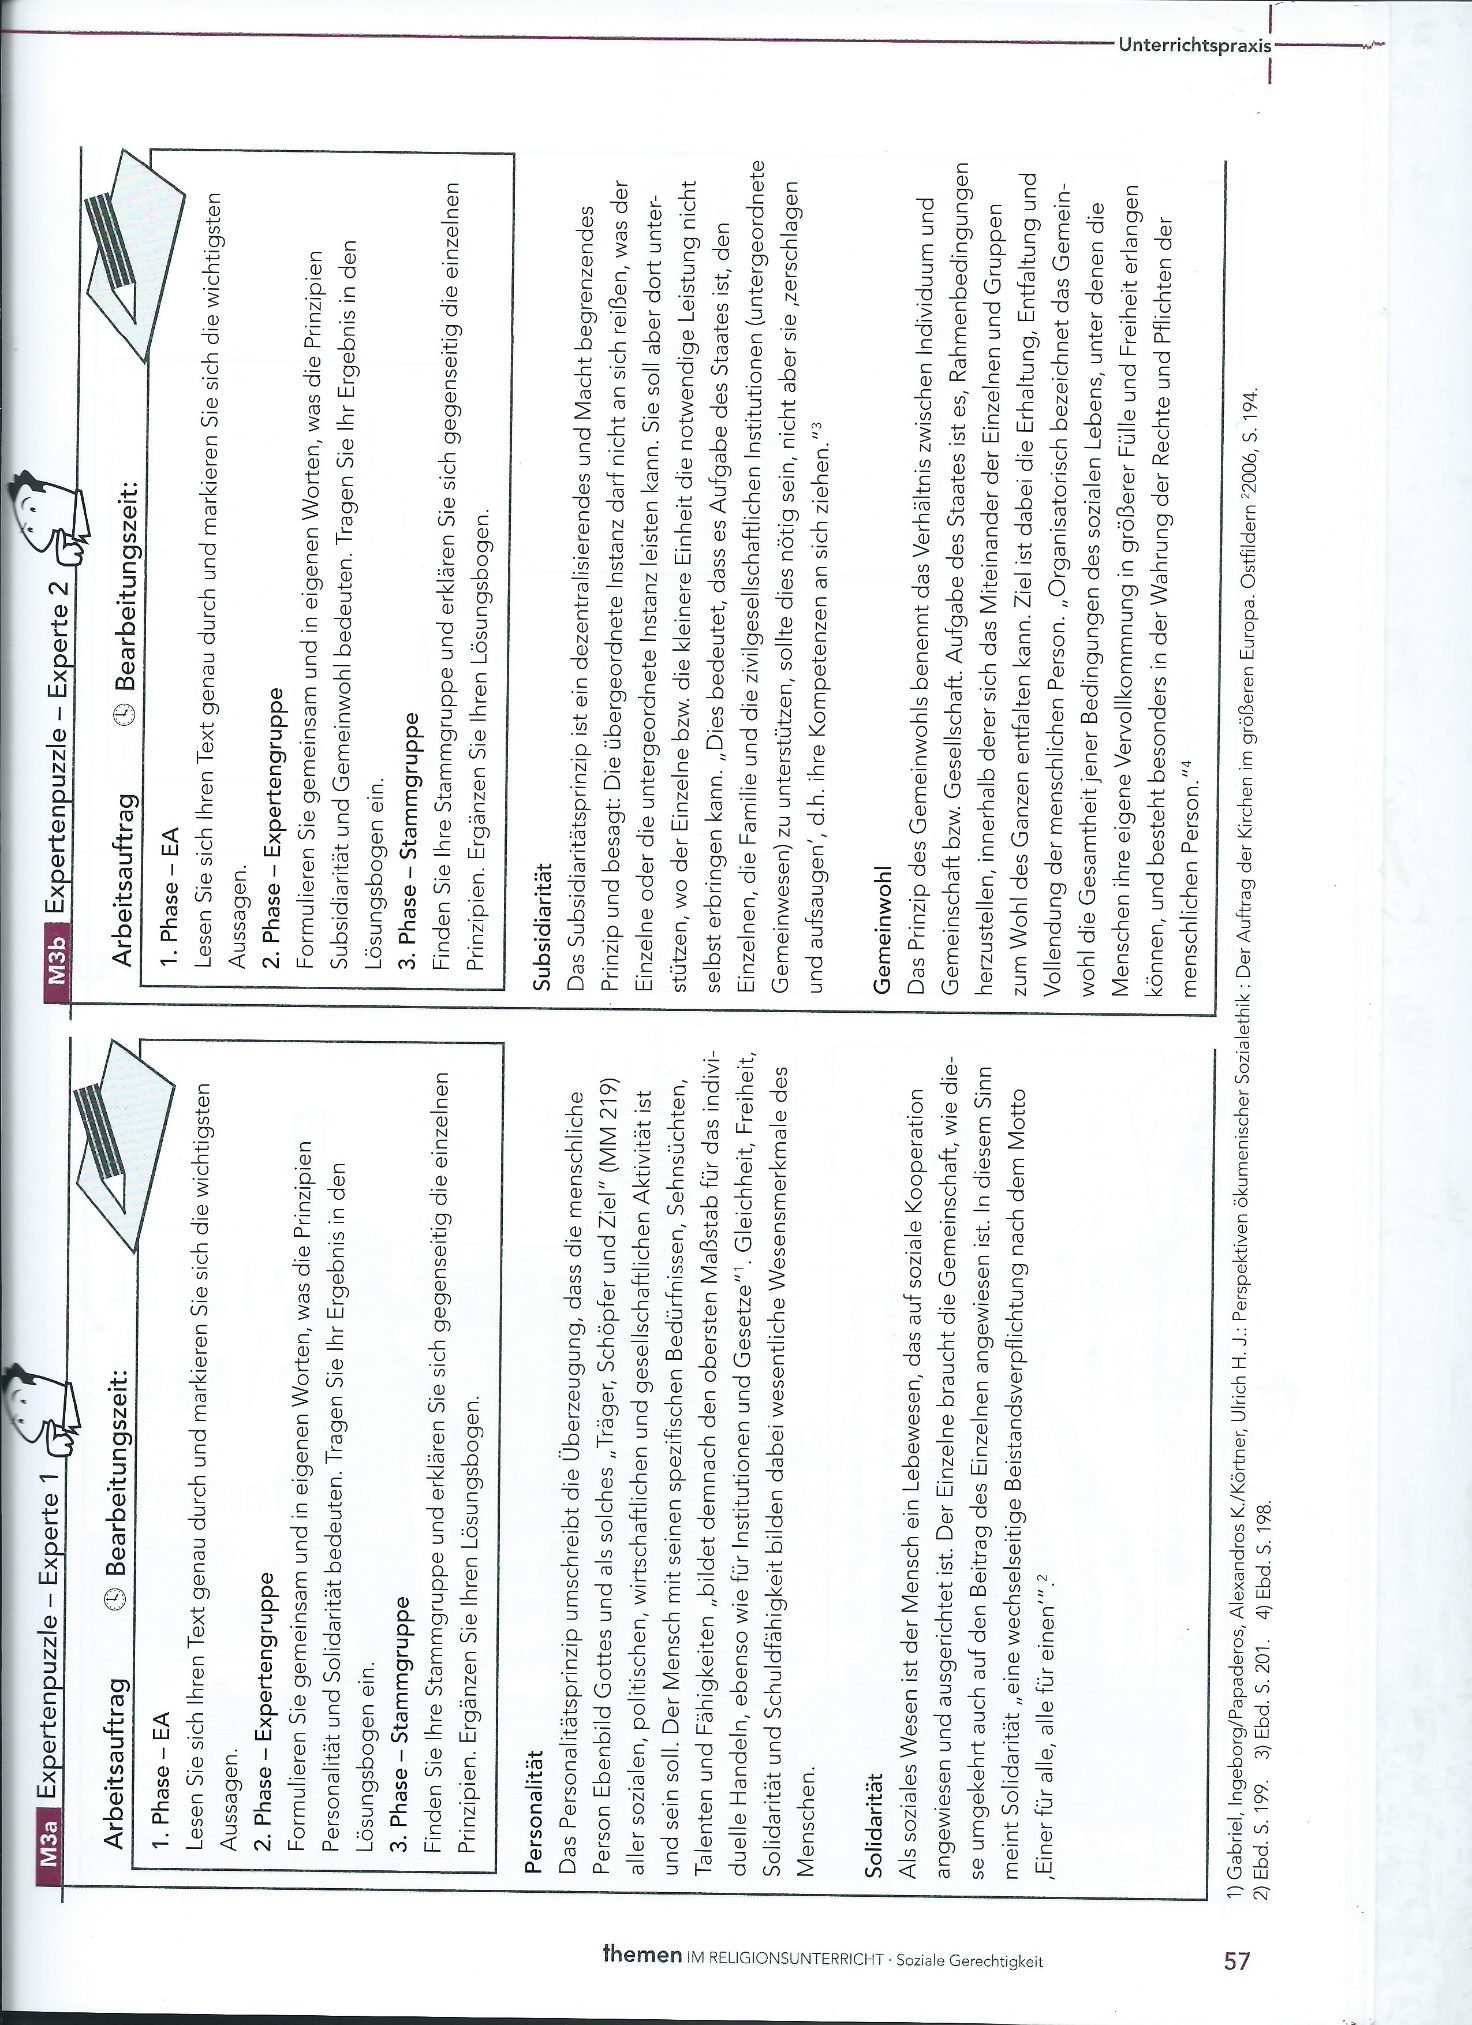 Unterrichtspraxis
M3a Expertenpuzzle – Experte 1
Arbeitsauftrag Bearbeitungszeit:
1. Phase – EA
Lesen Sie sich Ihren Text genau durch und markieren Sie sich die wichtigsten
Aussagen.
2. Phase – Expertengruppe
Formulieren Sie gemeinsam und in eigenen Worten, was die Prinzipien
Personalität und Solidarität bedeuten. Tragen Sie Ihr Ergebnis in den
Lösungsbogen ein.
3. Phase – Stammgruppe
Finden Sie Ihre Stammgruppe und erklären Sie sich gegenseitig die einzelnen
Prinzipien. Ergänzen Sie Ihren Lösungsbogen.
Personalität
Das Personalitätsprinzip umschreibt die Überzeugung, dass die menschliche
Person Ebenbild Gottes und als solches „Träger, Schöpfer und Ziel“ (MM 219)
aller sozialen, politischen, wirtschaftlichen und gesellschaftlichen Aktivität ist
und sein soll. Der Mensch mit seinen spezifischen Bedürfnissen, Sehnsüchten,
Talenten und Fähigkeiten „bildet demnach den obersten Maßstab für das indivi-
duelle Handeln, ebenso wie für Institutionen und Gesetze“¹. Gleichheit, Freiheit,
Solidarität und Schuldfähigkeit bilden dabei wesentliche Wesensmerkmale des
Menschen.
Solidarität
Als soziales Wesen ist der Mensch ein Lebewesen, das auf soziale Kooperation
angewiesen und ausgerichtet ist. Der Einzelne braucht die Gemeinschaft, wie die-
se umgekehrt auch auf den Beitrag des Einzelnen angewiesen ist. In diesem Sinn
meint Solidarität „eine wechselseitige Beistandsverpflichtung nach dem Motto
‚Einer für alle, alle für einen‘“.²
M3b Expertenpuzzle – Experte 2
Arbeitsauftrag Bearbeitungszeit:
1. Phase – EA
Lesen Sie sich Ihren Text genau durch und markieren Sie sich die wichtigsten
Aussagen.
2. Phase – Expertengruppe
Formulieren Sie gemeinsam und in eigenen Worten, was die Prinzipien
Subsidiarität und Gemeinwohl bedeuten. Tragen Sie Ihr Ergebnis in den
Lösungsbogen ein.
3. Phase – Stammgruppe
Finden Sie Ihre Stammgruppe und erklären Sie sich gegenseitig die einzelnen
Prinzipien. Ergänzen Sie Ihren Lösungsbogen.
Subsidiarität
Das Subsidiaritätsprinzip ist ein dezentralisierendes und Macht begrenzendes
Prinzip und besagt: Die übergeordnete Instanz darf nicht an sich reißen, was der
Einzelne oder die untergeordnete Instanz leisten kann. Sie soll aber dort unter-
stützen, wo der Einzelne bzw. die kleinere Einheit die notwendige Leistung nicht
selbst erbringen kann. „Dies bedeutet, dass es Aufgabe des Staates ist, den
Einzelnen, die Familie und die zivilgesellschaftlichen Institutionen (untergeordnete
Gemeinwesen) zu unterstützen, sollte dies nötig sein, nicht aber sie ‚zerschlagen
und aufsaugen‘, d.h. ihre Kompetenzen an sich ziehen.“³
Gemeinwohl
Das Prinzip des Gemeinwohls benennt das Verhältnis zwischen Individuum und
Gemeinschaft bzw. Gesellschaft. Aufgabe des Staates ist es, Rahmenbedingungen
herzustellen, innerhalb derer sich das Miteinander der Einzelnen und Gruppen
zum Wohl des Ganzen entfalten kann. Ziel ist dabei die Erhaltung, Entfaltung und
Vollendung der menschlichen Person. „Organisatorisch bezeichnet das Gemein-
wohl die Gesamtheit jener Bedingungen des sozialen Lebens, unter denen die
Menschen ihre eigene Vervollkommnung in größerer Fülle und Freiheit erlangen
können, und besteht besonders in der Wahrung der Rechte und Pflichten der
menschlichen Person.“⁴
1) Gabriel, Ingeborg/Papaderos, Alexandros K./Körtner, Ulrich H. J.: Perspektiven ökumenischer Sozialethik : Der Auftrag der Kirchen im größeren Europa. Ostfildern ²2006, S. 194.
2) Ebd. S. 199. 3) Ebd. S. 201. 4) Ebd. S. 198.
themen IM RELIGIONSUNTERRICHT · Soziale Gerechtigkeit
57